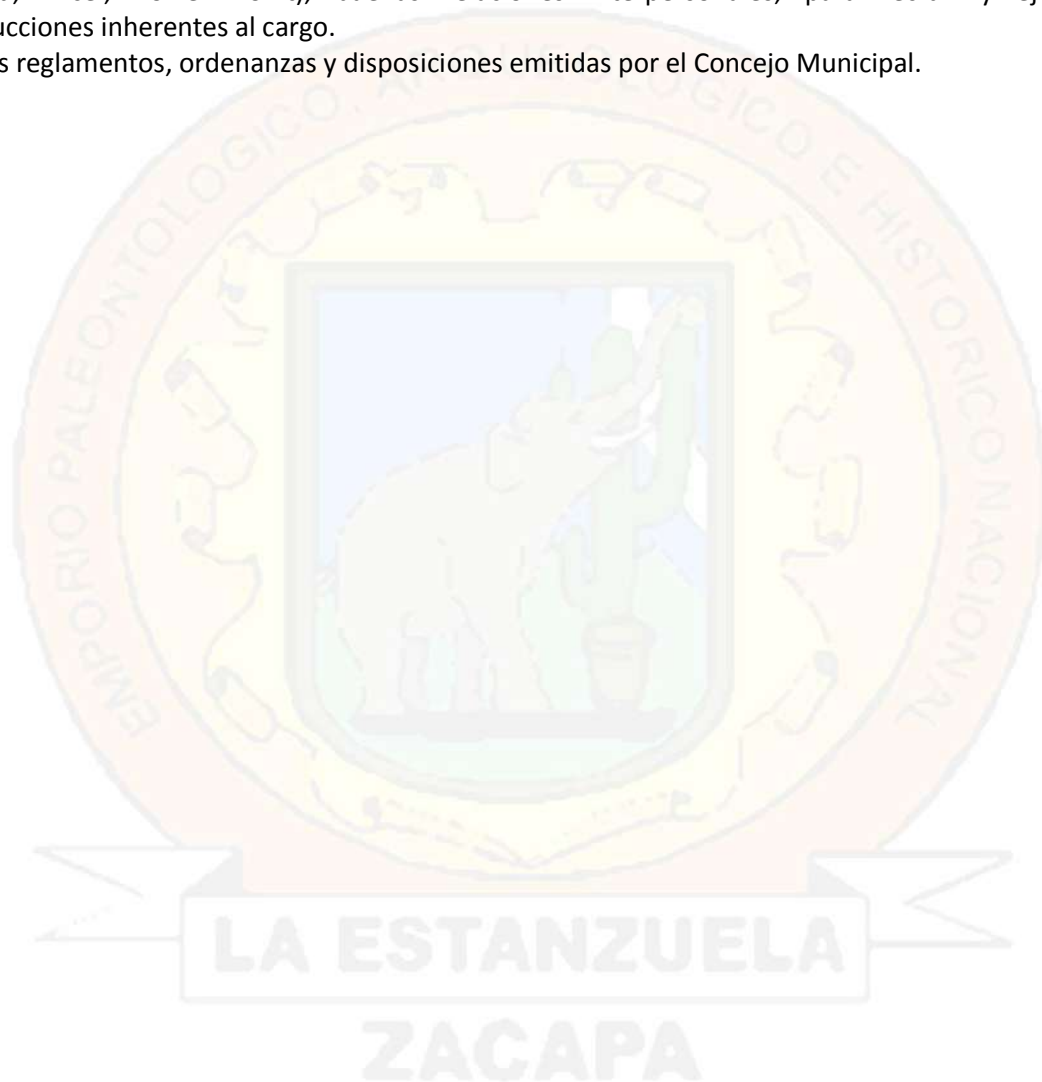 ucciones inherentes al cargo.
s reglamentos, ordenanzas y disposiciones emitidas por el Concejo Municipal.
EMPORIO PALEONTOLOGICO, ARQUEOLOGICO E HISTORICO NACIONAL
LA ESTANZUELA
ZACAPA